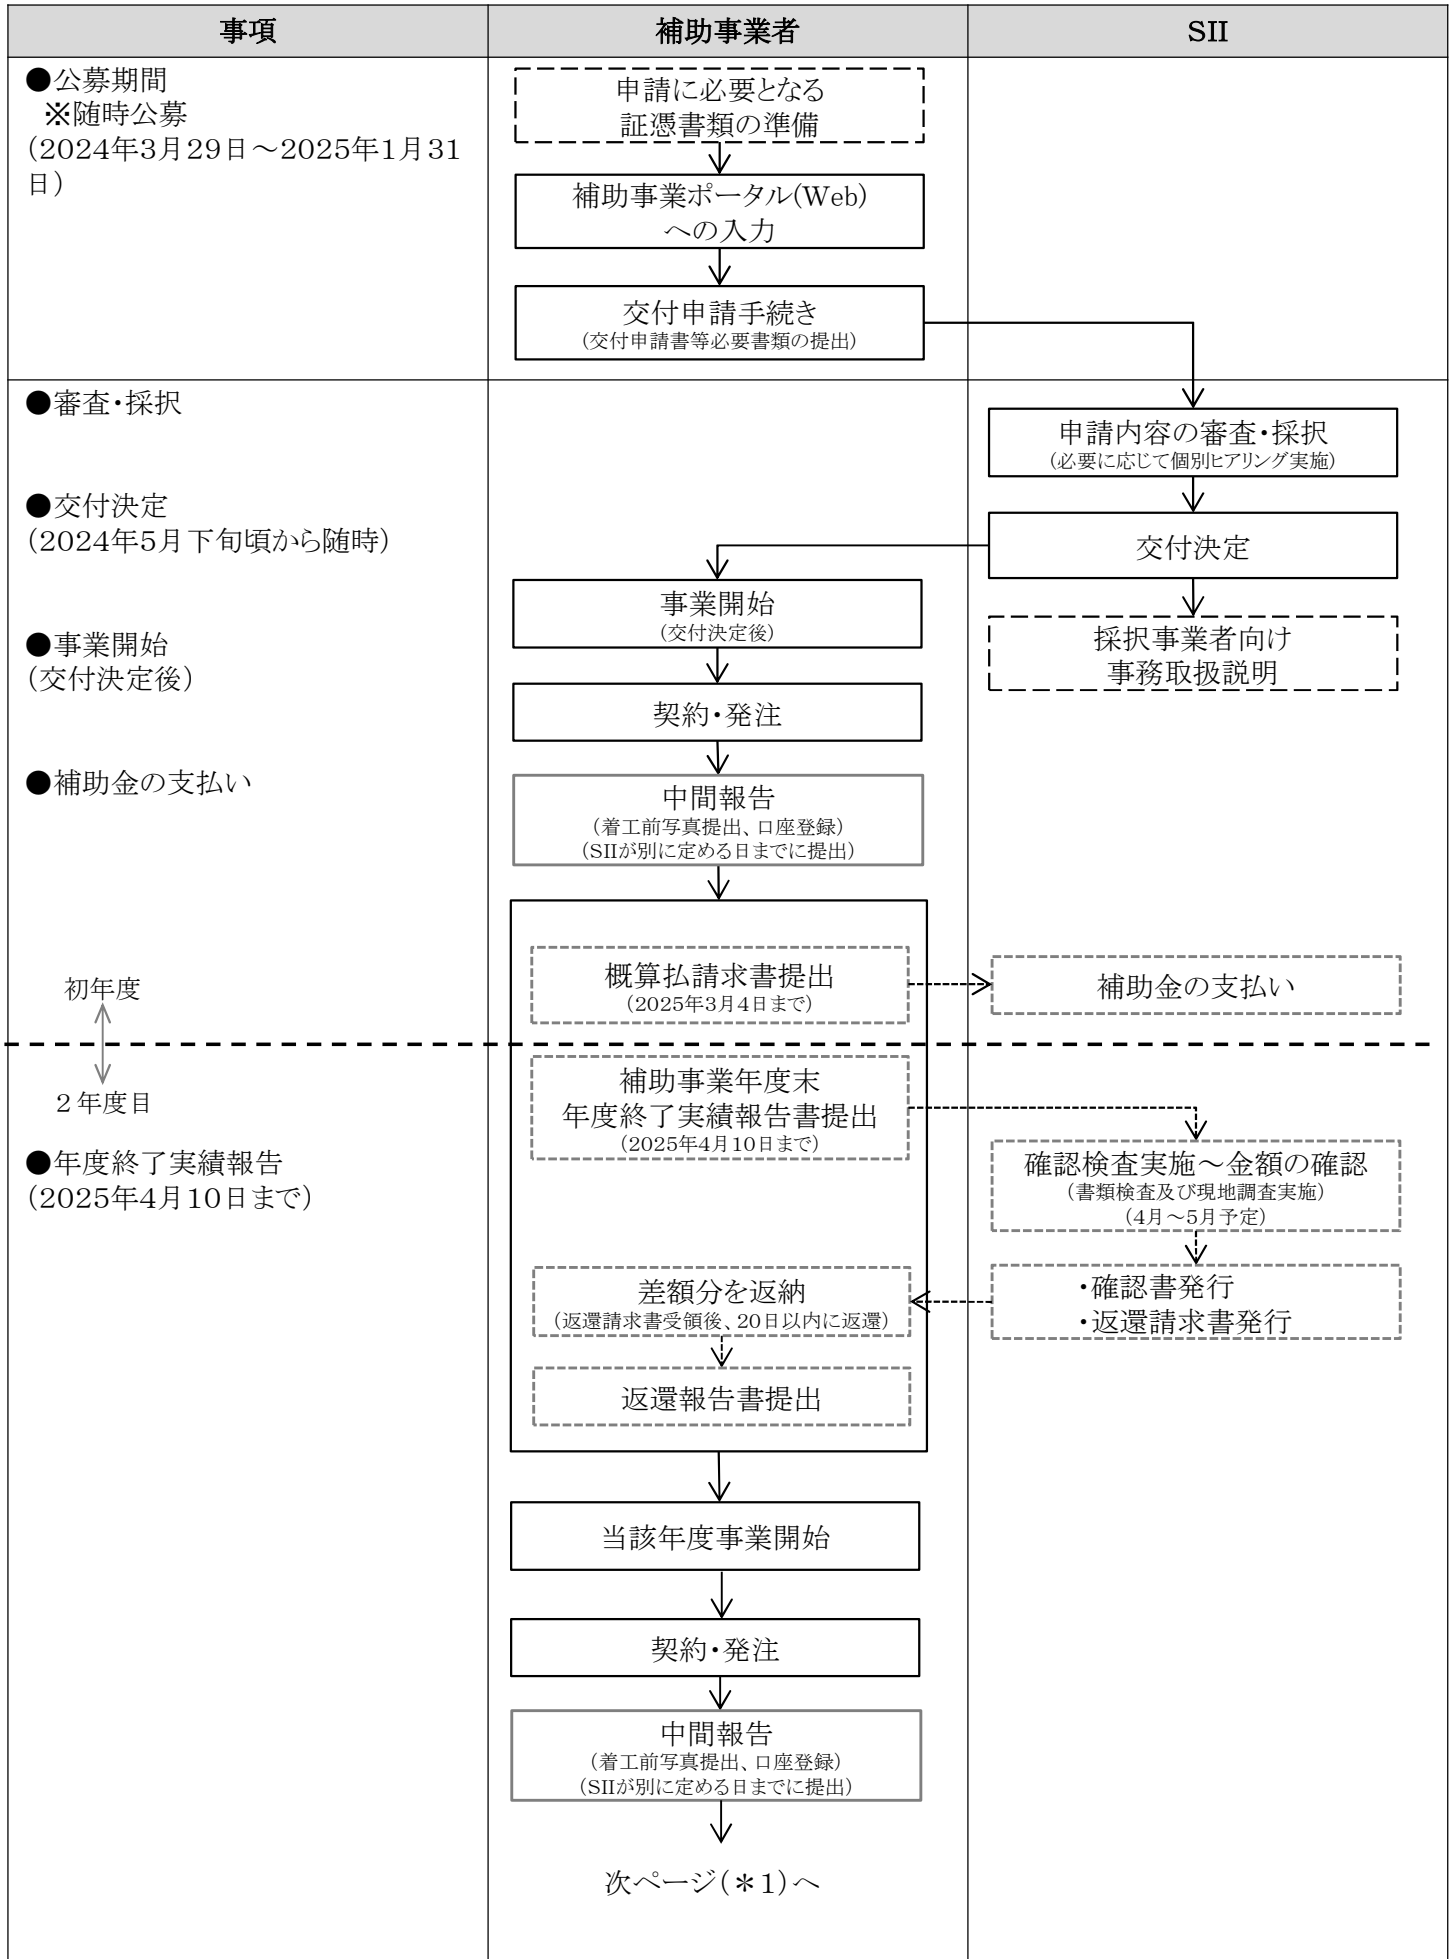 事項
補助事業者
SII
●公募期間
※随時公募
(2024年3月29日～2025年1月31
日)
申請に必要となる
証憑書類の準備
補助事業ポータル(Web)
への入力
交付申請手続き
(交付申請書等必要書類の提出)
●審査・採択
申請内容の審査・採択
(必要に応じて個別ヒアリング実施)
●交付決定
(2024年5月下旬頃から随時)
交付決定
事業開始
(交付決定後)
●事業開始
(交付決定後)
採択事業者向け
事務取扱説明
契約・発注
●補助金の支払い
中間報告
(着工前写真提出、口座登録)
(SIIが別に定める日までに提出)
概算払請求書提出
(2025年3月4日まで)
補助金の支払い
初年度
２年度目
補助事業年度末
年度終了実績報告書提出
(2025年4月10日まで)
●年度終了実績報告
(2025年4月10日まで)
確認検査実施～金額の確認
(書類検査及び現地調査実施)
(4月～5月予定)
・確認書発行
・返還請求書発行
差額分を返納
(返還請求書受領後、20日以内に返還)
返還報告書提出
当該年度事業開始
契約・発注
中間報告
(着工前写真提出、口座登録)
(SIIが別に定める日までに提出)
次ページ(＊1)へ